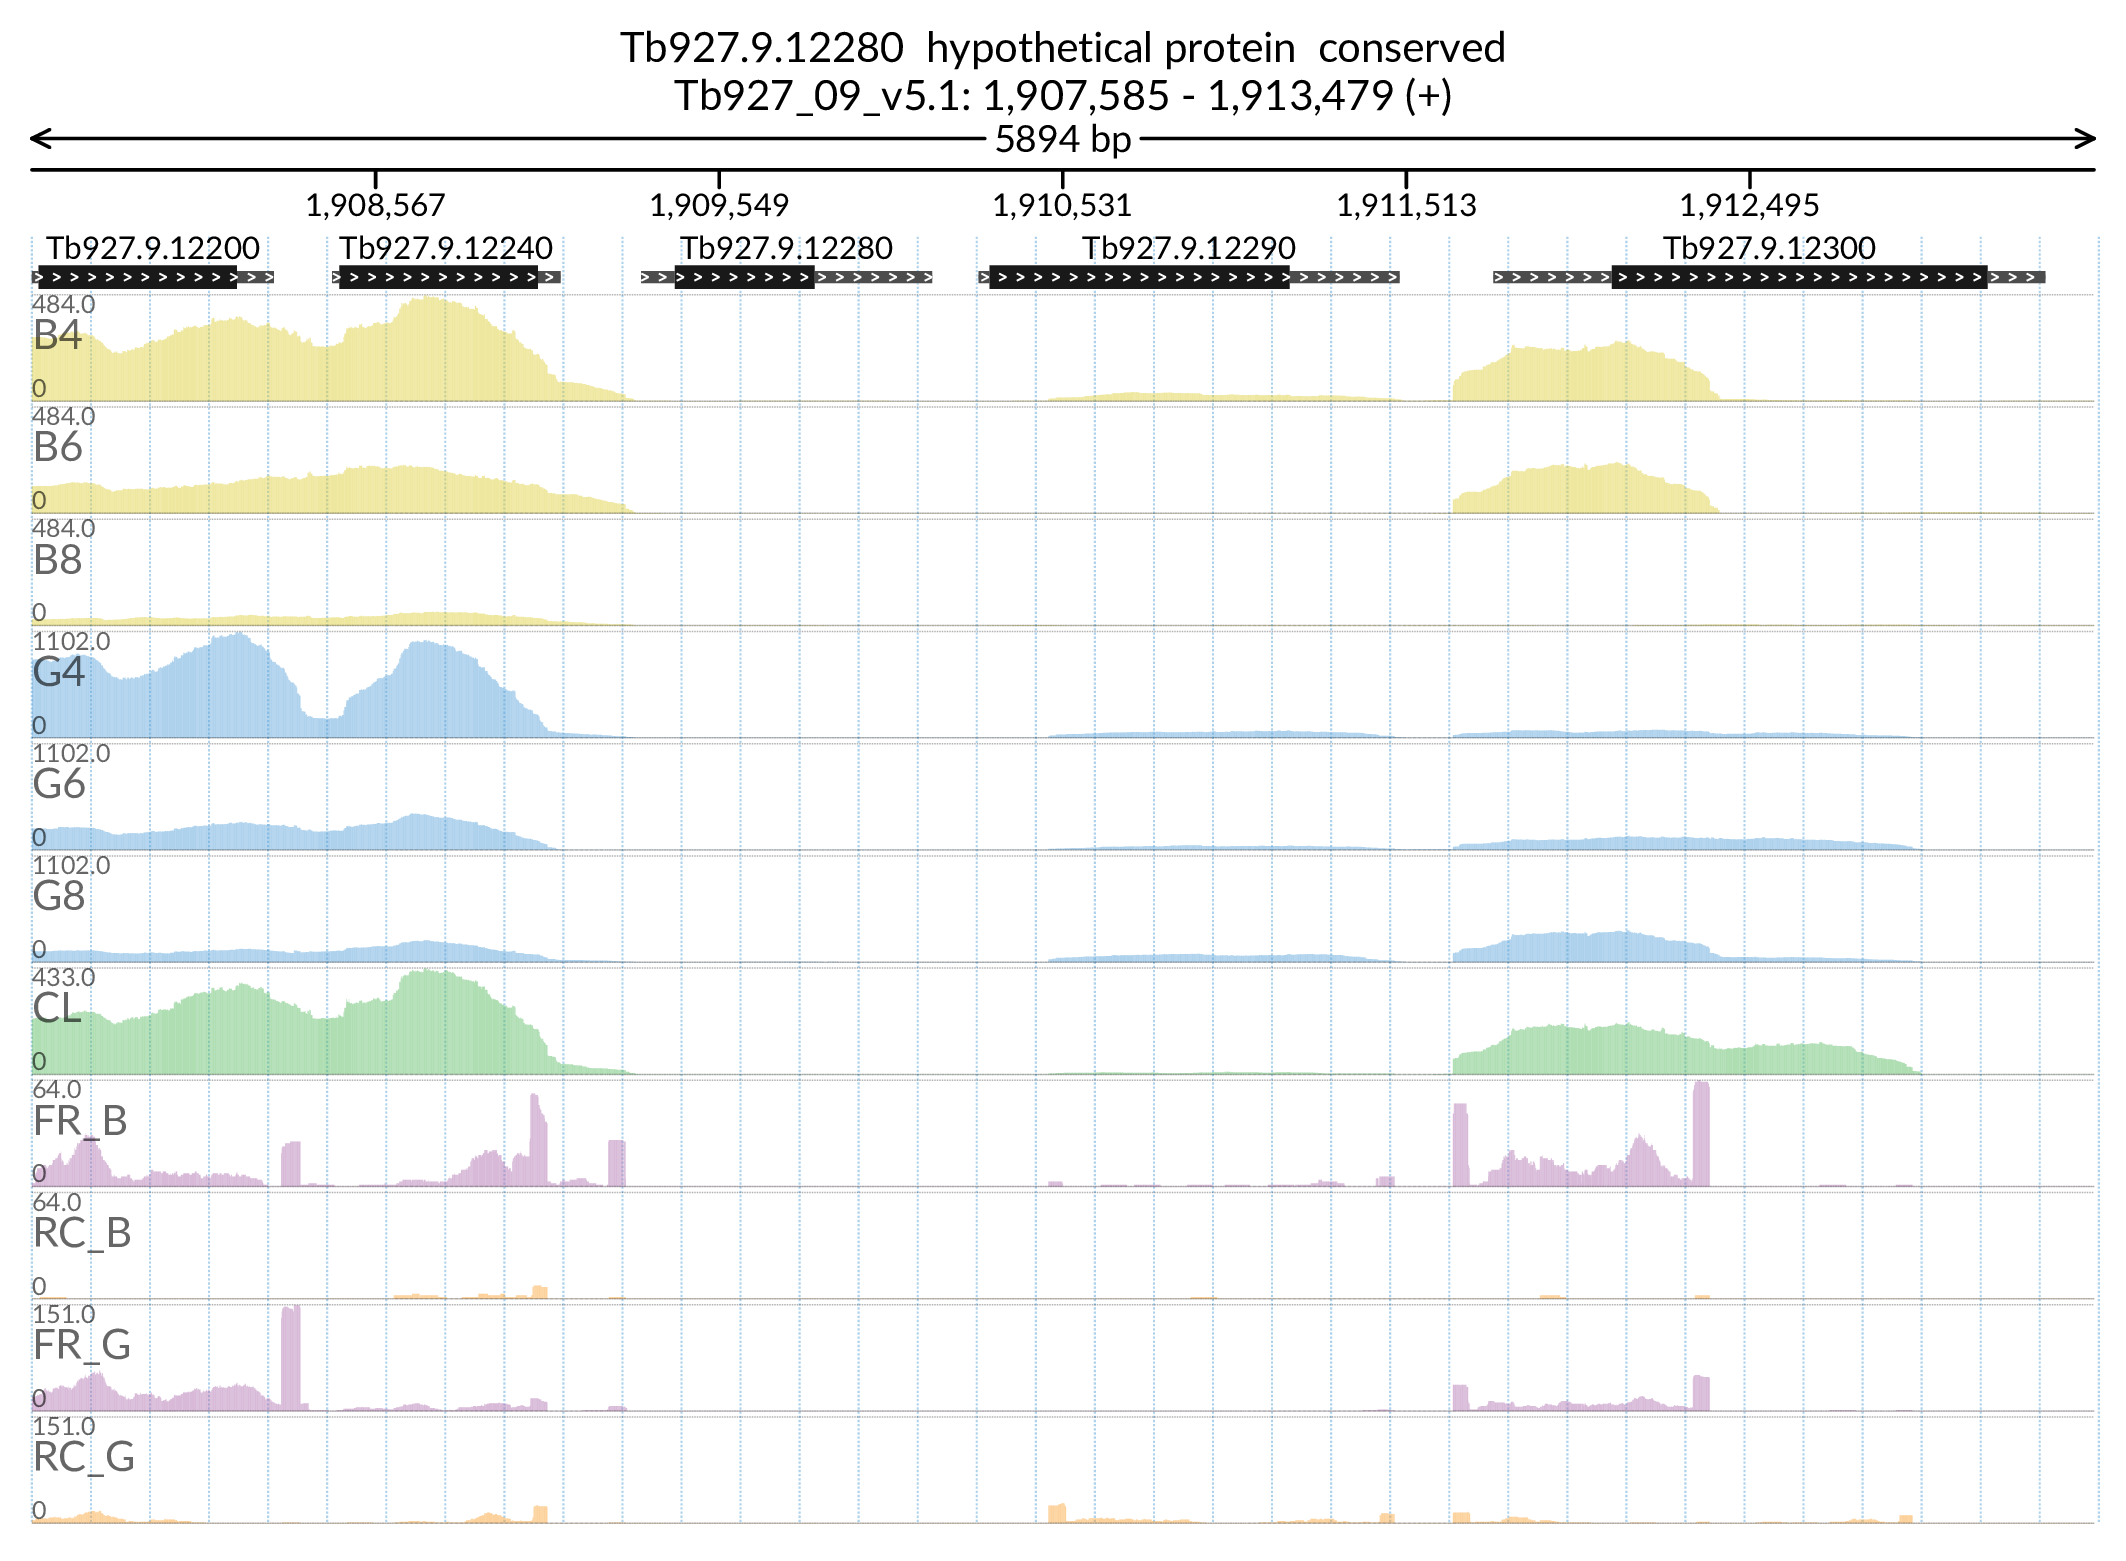 Tb927.9.12280  hypothetical protein  conserved
Tb927_09_v5.1: 1,907,585 - 1,913,479 (+)
5894 bp
1,908,567 1,909,549 1,910,531 1,911,513 1,912,495
Tb927.9.12200 Tb927.9.12240 Tb927.9.12280 Tb927.9.12290 Tb927.9.12300
484.0
B4
0
484.0
B6
0
484.0
B8
0
1102.0
G4
0
1102.0
G6
0
1102.0
G8
0
433.0
CL
0
64.0
FR_B
0
64.0
RC_B
0
151.0
FR_G
0
151.0
RC_G
0